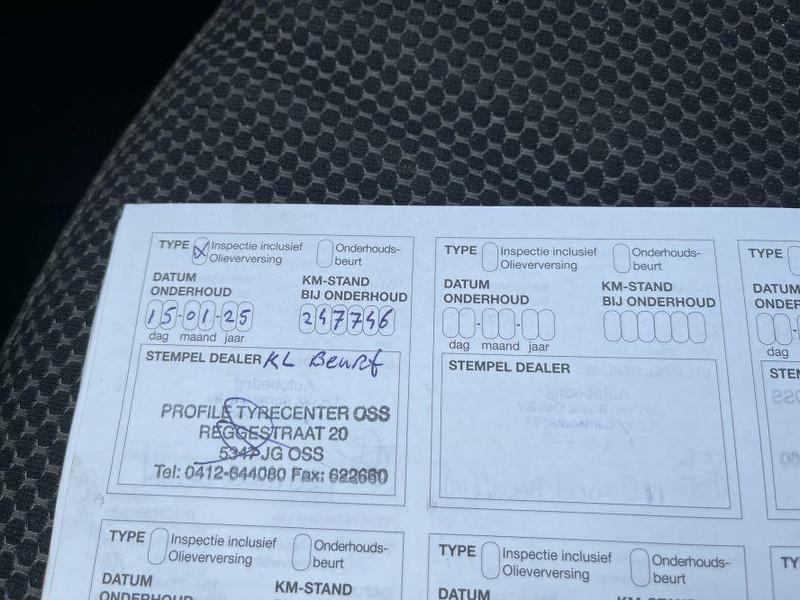 TYPE X Inspectie inclusief Olieverversing Onderhouds-beurt
DATUM ONDERHOUD
KM-STAND BIJ ONDERHOUD
15-01-25
247746
dag maand jaar
STEMPEL DEALER KL Beurt
PROFILE TYRECENTER OSS
REGGESTRAAT 20
5347JG OSS
Tel: 0412-644080 Fax: 622660
TYPE Inspectie inclusief Olieverversing Onderhouds-beurt
DATUM ONDERHOUD
KM-STAND BIJ ONDERHOUD
dag maand jaar
STEMPEL DEALER
TYPE
DATUM
dag
TYPE Inspectie inclusief Olieverversing Onderhouds-beurt
DATUM ONDERHOUD
KM-STAND
TYPE Inspectie inclusief Olieverversing Onderhouds-beurt
DATUM
KM-STAND